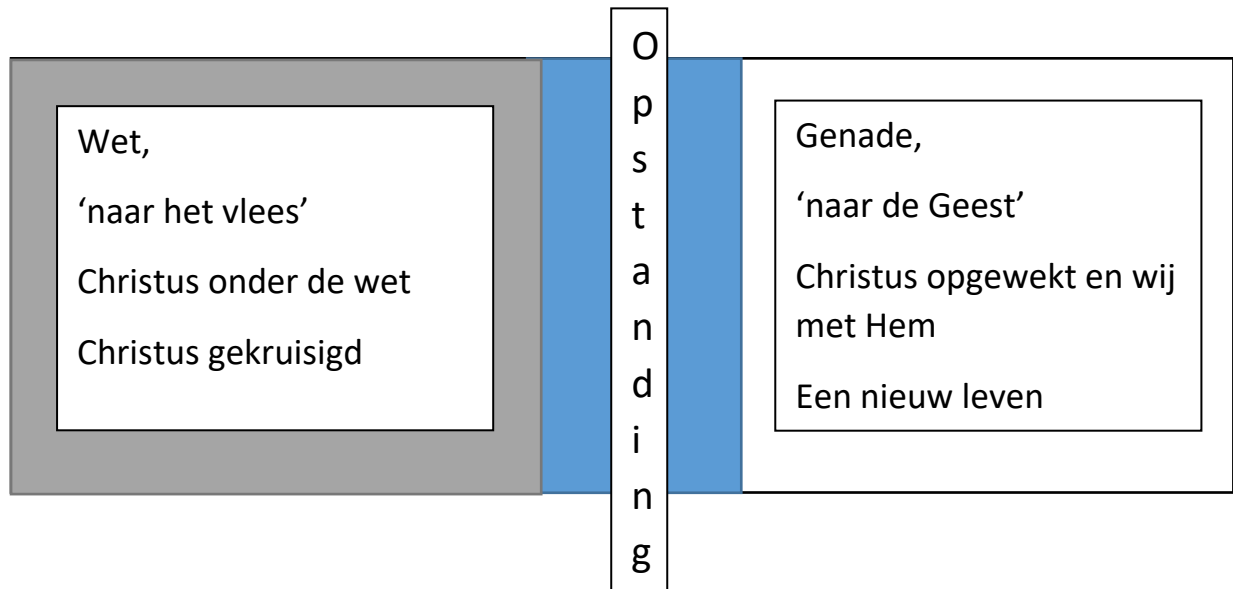 Wet,
‘naar het vlees’
Christus onder de wet
Christus gekruisigd
O
p
s
t
a
n
d
i
n
g
Genade,
‘naar de Geest’
Christus opgewekt en wij
met Hem
Een nieuw leven